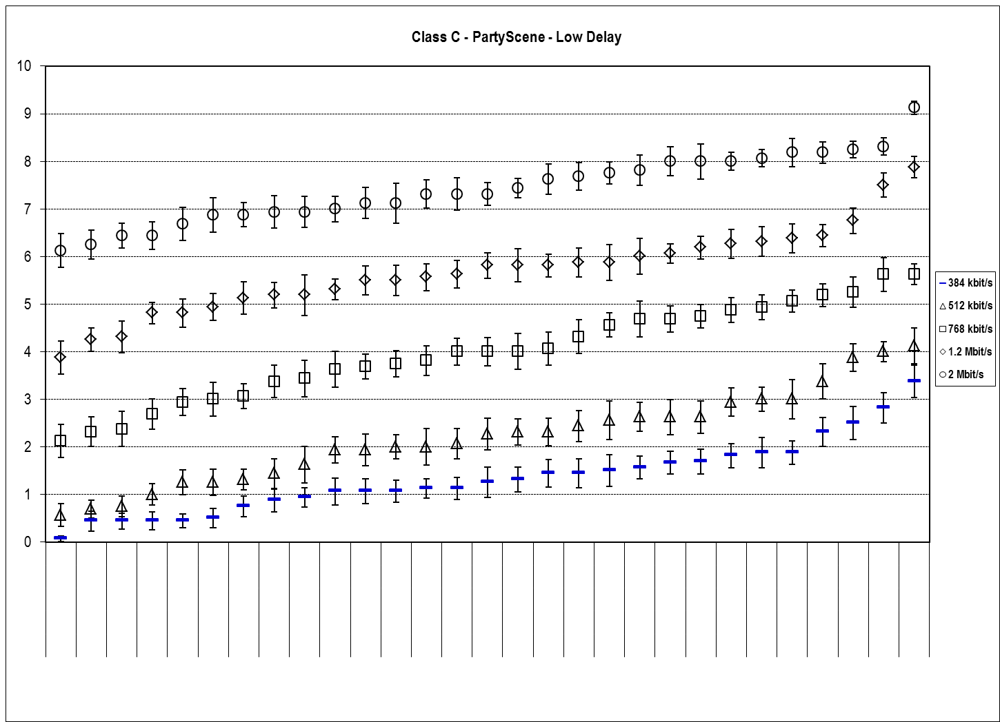 Class C - PartyScene - Low Delay
10
9
8
7
6
5
4
3
2
1
0
384 kbit/s
512 kbit/s
768 kbit/s
1.2 Mbit/s
2 Mbit/s